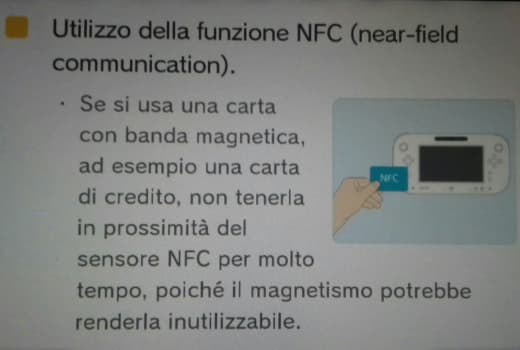 Utilizzo della funzione NFC (near-field
communication).
· Se si usa una carta
con banda magnetica,
ad esempio una carta
di credito, non tenerla
in prossimità del
sensore NFC per molto
tempo, poiché il magnetismo potrebbe
renderla inutilizzabile.
NFC